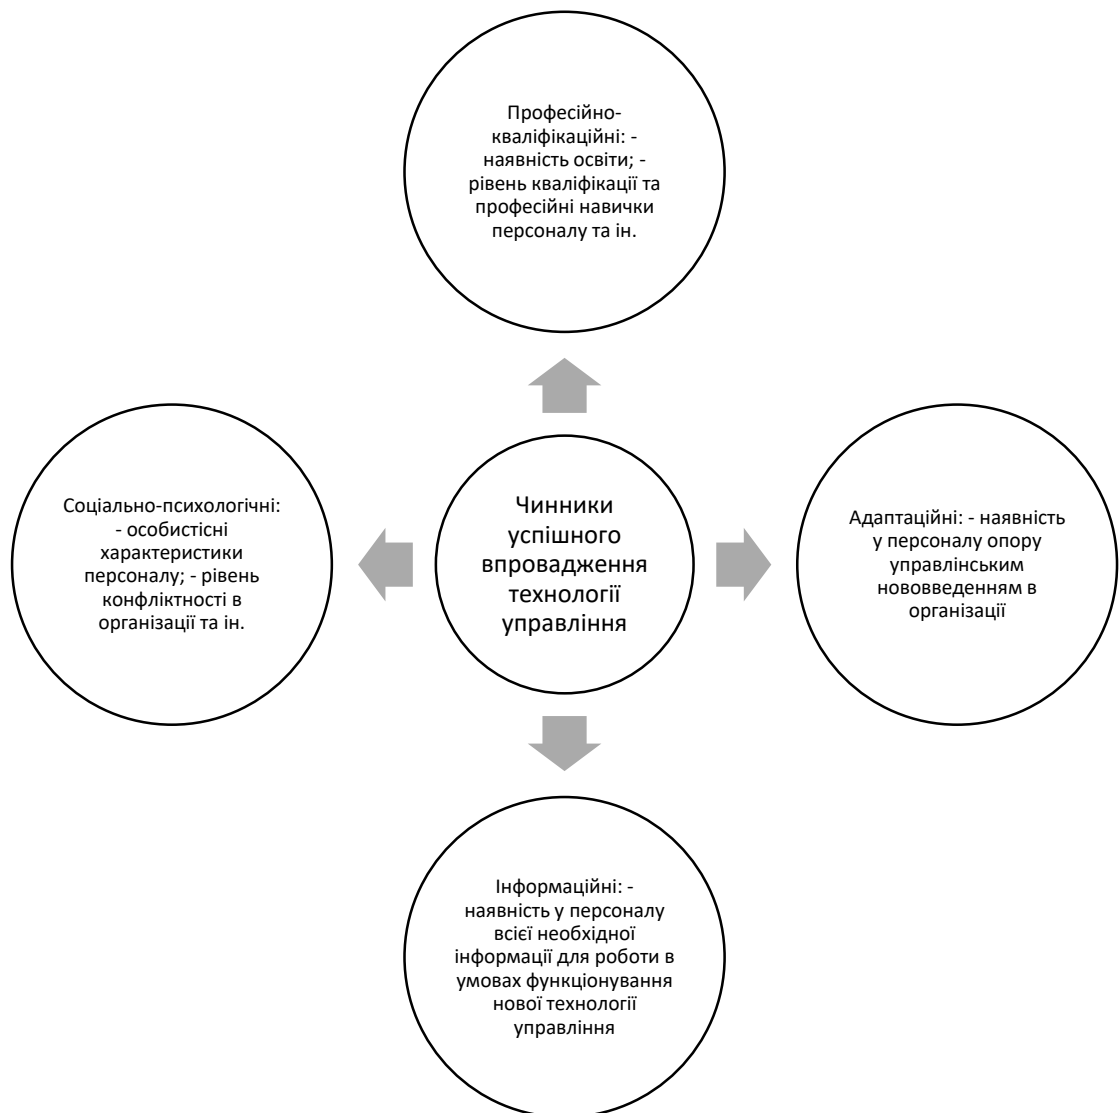 Професійно-
кваліфікаційні: -
наявність освіти; -
рівень кваліфікації та
професійні навички
персоналу та ін.
Соціально-психологічні:
- особистісні
характеристики
персоналу; - рівень
конфліктності в
організації та ін.
Чинники
успішного
впровадження
технології
управління
Адаптаційні: - наявність
у персоналу опору
управлінським
нововведенням в
організації
Інформаційні: -
наявність у персоналу
всієї необхідної
інформації для роботи в
умовах функціонування
нової технології
управління